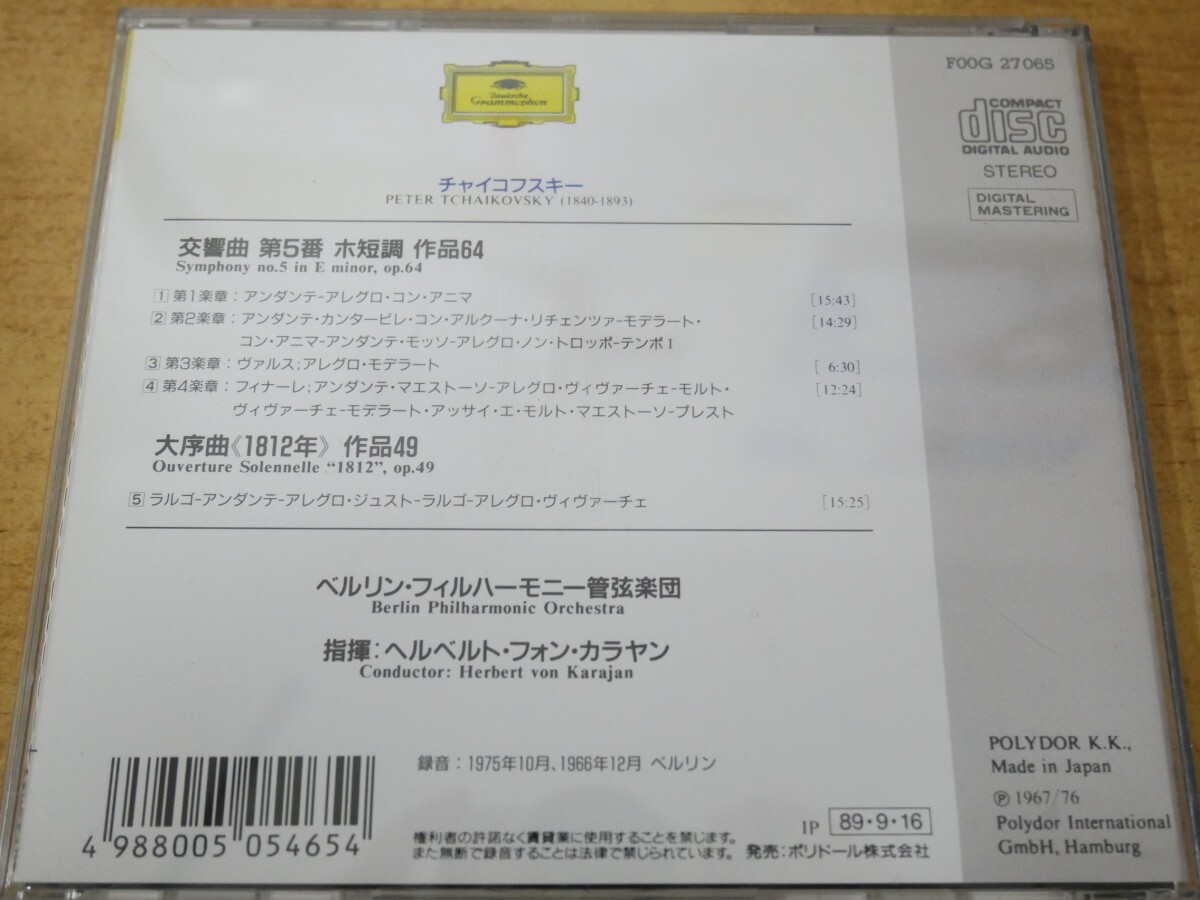 Deutsche
Grammophon
F00G 27065
COMPACT
disc
DIGITAL AUDIO
STEREO
DIGITAL
MASTERING
チャイコフスキー
PETER TCHAIKOVSKY (1840-1893)
交響曲 第5番 ホ短調 作品64
Symphony no.5 in E minor, op.64
1 第1楽章：アンダンテ-アレグロ・コン・アニマ [15:43]
2 第2楽章：アンダンテ・カンタービレ・コン・アルクーナ・リチェンツァ-モデラート・ [14:29]
コン・アニマ-アンダンテ・モッソ-アレグロ・ノン・トロッポ-テンポ I
3 第3楽章：ヴァルス；アレグロ・モデラート [ 6:30]
4 第4楽章：フィナーレ；アンダンテ・マエストーソ-アレグロ・ヴィヴァーチェ-モルト・ [12:24]
ヴィヴァーチェ-モデラート・アッサイ・エ・モルト・マエストーソ-プレスト
大序曲《1812年》 作品49
Ouverture Solennelle “1812”, op.49
5 ラルゴ-アンダンテ-アレグロ・ジュスト-ラルゴ-アレグロ・ヴィヴァーチェ [15:25]
ベルリン・フィルハーモニー管弦楽団
Berlin Philharmonic Orchestra
指揮：ヘルベルト・フォン・カラヤン
Conductor: Herbert von Karajan
録音：1975年10月、1966年12月 ベルリン
4 988005 054654
権利者の許諾なく賃貸業に使用することを禁じます。
また無断で録音することは法律で禁じられています。
IP 89・9・16
発売：ポリドール株式会社
POLYDOR K.K.,
Made in Japan
Ⓟ 1967/76
Polydor International
GmbH, Hamburg